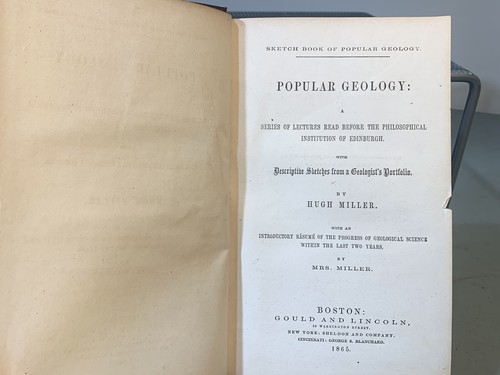 SKETCH BOOK OF POPULAR GEOLOGY.
POPULAR GEOLOGY:
A
SERIES OF LECTURES READ BEFORE THE PHILOSOPHICAL
INSTITUTION OF EDINBURGH.
WITH
Descriptive Sketches from a Geologist's Portfolio.
BY
HUGH MILLER.
WITH AN
INTRODUCTORY RÉSUMÉ OF THE PROGRESS OF GEOLOGICAL SCIENCE
WITHIN THE LAST TWO YEARS,
BY
MRS. MILLER.
BOSTON:
GOULD AND LINCOLN,
59 WASHINGTON STREET.
NEW YORK: SHELDON AND COMPANY.
CINCINNATI: GEORGE S. BLANCHARD.
1865.